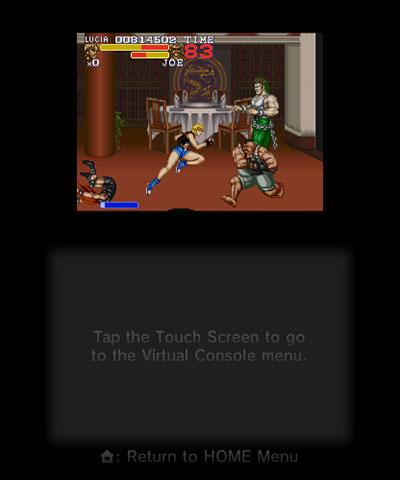 LUCIA 00814502 TIME
83
x0 JOE
Tap the Touch Screen to go
to the Virtual Console menu.
: Return to HOME Menu